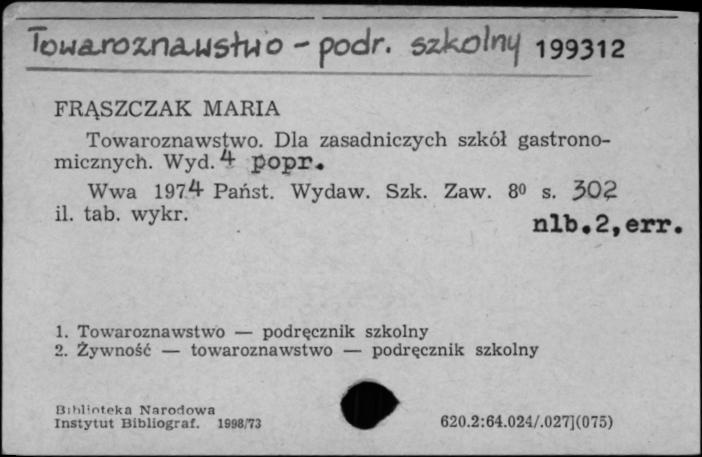 Towaroznawstwo - podr. szkolny 199312
FRĄSZCZAK MARIA
Towaroznawstwo. Dla zasadniczych szkół gastrono-
micznych. Wyd. 4 popr.
Wwa 1974 Państ. Wydaw. Szk. Zaw. 8⁰ s. 302
il. tab. wykr.
nlb.2,err.
1. Towaroznawstwo — podręcznik szkolny
2. Żywność — towaroznawstwo — podręcznik szkolny
Biblioteka Narodowa
Instytut Bibliograf. 1998/73
620.2:64.024/.027](075)